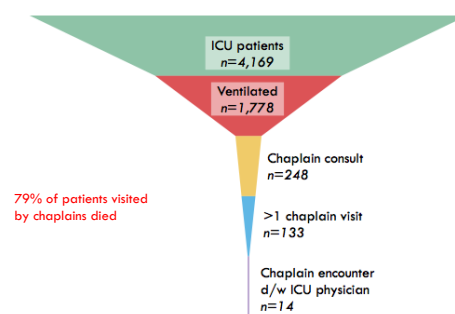 ICU patients
n=4,169
Ventilated
n=1,778
Chaplain consult
n=248
79% of patients visited
by chaplains died
>1 chaplain visit
n=133
Chaplain encounter
d/w ICU physician
n=14